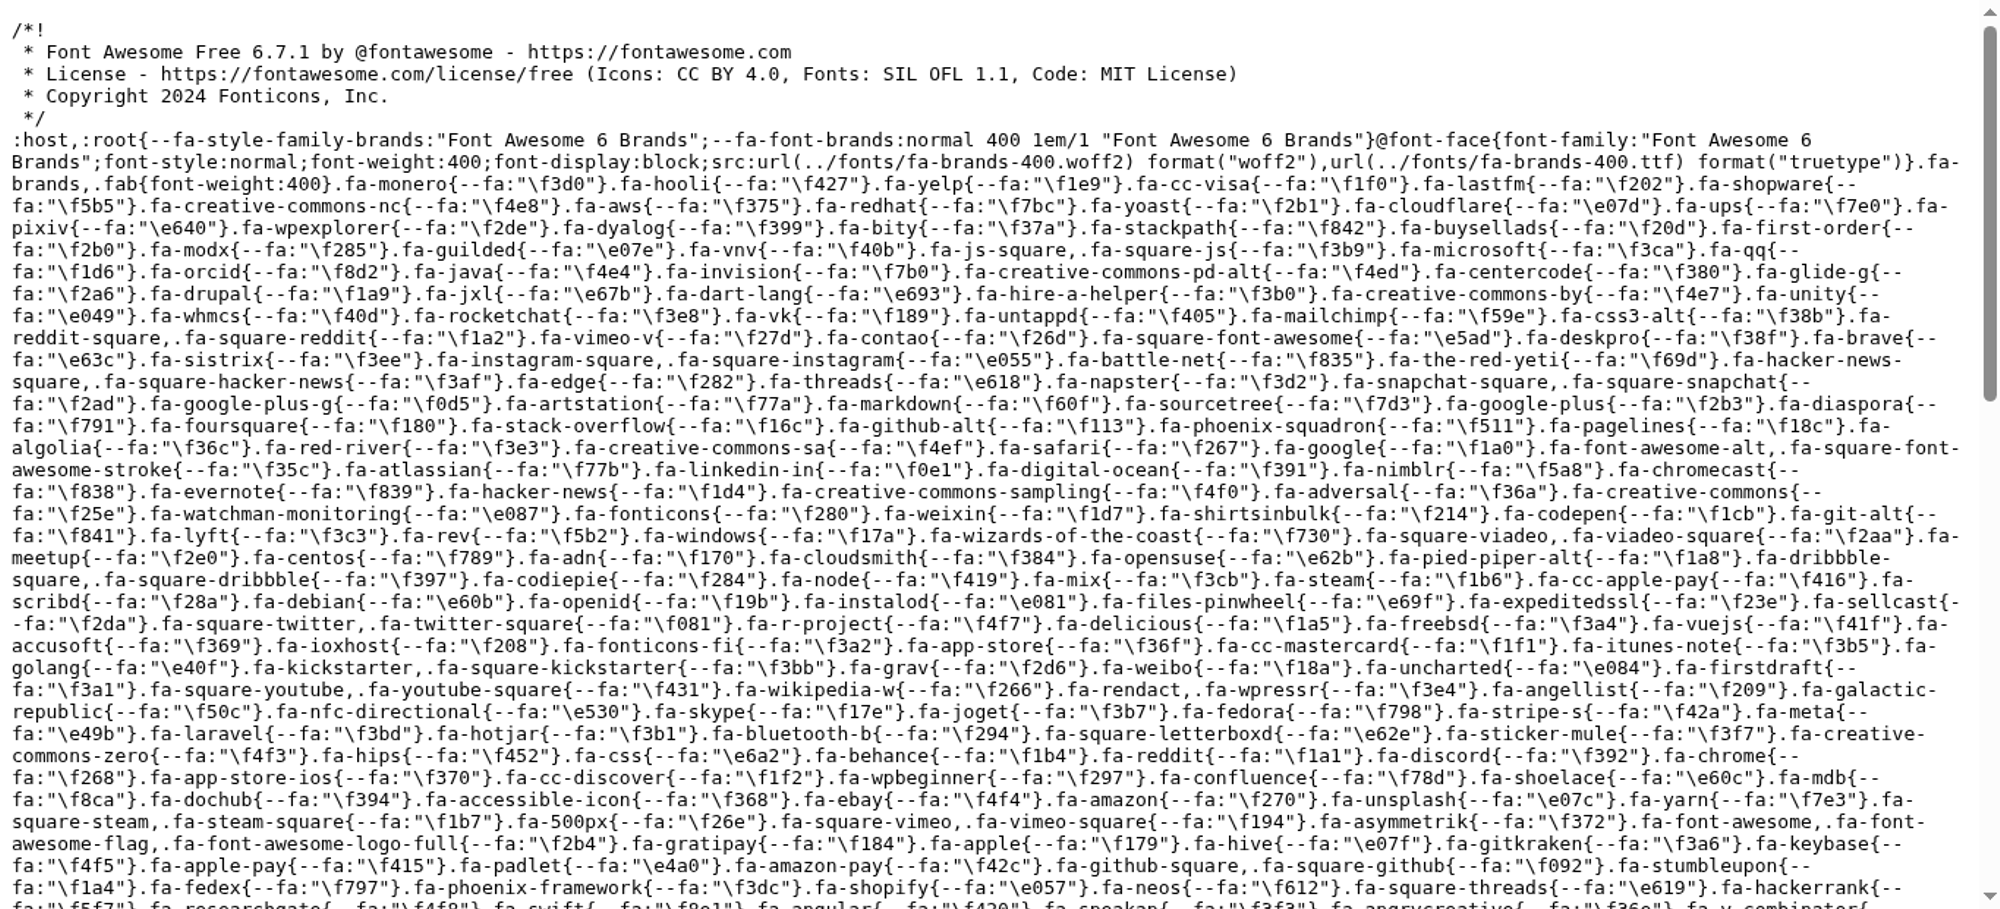 /*!
 * Font Awesome Free 6.7.1 by @fontawesome - https://fontawesome.com
 * License - https://fontawesome.com/license/free (Icons: CC BY 4.0, Fonts: SIL OFL 1.1, Code: MIT License)
 * Copyright 2024 Fonticons, Inc.
 */
:host,:root{--fa-style-family-brands:"Font Awesome 6 Brands";--fa-font-brands:normal 400 1em/1 "Font Awesome 6 Brands"}@font-face{font-family:"Font Awesome 6
Brands";font-style:normal;font-weight:400;font-display:block;src:url(../fonts/fa-brands-400.woff2) format("woff2"),url(../fonts/fa-brands-400.ttf) format("truetype")}.fa-
brands,.fab{font-weight:400}.fa-monero{--fa:"\f3d0"}.fa-hooli{--fa:"\f427"}.fa-yelp{--fa:"\f1e9"}.fa-cc-visa{--fa:"\f1f0"}.fa-lastfm{--fa:"\f202"}.fa-shopware{--
fa:"\f5b5"}.fa-creative-commons-nc{--fa:"\f4e8"}.fa-aws{--fa:"\f375"}.fa-redhat{--fa:"\f7bc"}.fa-yoast{--fa:"\f2b1"}.fa-cloudflare{--fa:"\e07d"}.fa-ups{--fa:"\f7e0"}.fa-
pixiv{--fa:"\e640"}.fa-wpexplorer{--fa:"\f2de"}.fa-dyalog{--fa:"\f399"}.fa-bity{--fa:"\f37a"}.fa-stackpath{--fa:"\f842"}.fa-buysellads{--fa:"\f20d"}.fa-first-order{--
fa:"\f2b0"}.fa-modx{--fa:"\f285"}.fa-guilded{--fa:"\e07e"}.fa-vnv{--fa:"\f40b"}.fa-js-square,.fa-square-js{--fa:"\f3b9"}.fa-microsoft{--fa:"\f3ca"}.fa-qq{--
fa:"\f1d6"}.fa-orcid{--fa:"\f8d2"}.fa-java{--fa:"\f4e4"}.fa-invision{--fa:"\f7b0"}.fa-creative-commons-pd-alt{--fa:"\f4ed"}.fa-centercode{--fa:"\f380"}.fa-glide-g{--
fa:"\f2a6"}.fa-drupal{--fa:"\f1a9"}.fa-jxl{--fa:"\e67b"}.fa-dart-lang{--fa:"\e693"}.fa-hire-a-helper{--fa:"\f3b0"}.fa-creative-commons-by{--fa:"\f4e7"}.fa-unity{--
fa:"\e049"}.fa-whmcs{--fa:"\f40d"}.fa-rocketchat{--fa:"\f3e8"}.fa-vk{--fa:"\f189"}.fa-untappd{--fa:"\f405"}.fa-mailchimp{--fa:"\f59e"}.fa-css3-alt{--fa:"\f38b"}.fa-
reddit-square,.fa-square-reddit{--fa:"\f1a2"}.fa-vimeo-v{--fa:"\f27d"}.fa-contao{--fa:"\f26d"}.fa-square-font-awesome{--fa:"\e5ad"}.fa-deskpro{--fa:"\f38f"}.fa-brave{--
fa:"\e63c"}.fa-sistrix{--fa:"\f3ee"}.fa-instagram-square,.fa-square-instagram{--fa:"\e055"}.fa-battle-net{--fa:"\f835"}.fa-the-red-yeti{--fa:"\f69d"}.fa-hacker-news-
square,.fa-square-hacker-news{--fa:"\f3af"}.fa-edge{--fa:"\f282"}.fa-threads{--fa:"\e618"}.fa-napster{--fa:"\f3d2"}.fa-snapchat-square,.fa-square-snapchat{--
fa:"\f2ad"}.fa-google-plus-g{--fa:"\f0d5"}.fa-artstation{--fa:"\f77a"}.fa-markdown{--fa:"\f60f"}.fa-sourcetree{--fa:"\f7d3"}.fa-google-plus{--fa:"\f2b3"}.fa-diaspora{--
fa:"\f791"}.fa-foursquare{--fa:"\f180"}.fa-stack-overflow{--fa:"\f16c"}.fa-github-alt{--fa:"\f113"}.fa-phoenix-squadron{--fa:"\f511"}.fa-pagelines{--fa:"\f18c"}.fa-
algolia{--fa:"\f36c"}.fa-red-river{--fa:"\f3e3"}.fa-creative-commons-sa{--fa:"\f4ef"}.fa-safari{--fa:"\f267"}.fa-google{--fa:"\f1a0"}.fa-font-awesome-alt,.fa-square-font-
awesome-stroke{--fa:"\f35c"}.fa-atlassian{--fa:"\f77b"}.fa-linkedin-in{--fa:"\f0e1"}.fa-digital-ocean{--fa:"\f391"}.fa-nimblr{--fa:"\f5a8"}.fa-chromecast{--
fa:"\f838"}.fa-evernote{--fa:"\f839"}.fa-hacker-news{--fa:"\f1d4"}.fa-creative-commons-sampling{--fa:"\f4f0"}.fa-adversal{--fa:"\f36a"}.fa-creative-commons{--
fa:"\f25e"}.fa-watchman-monitoring{--fa:"\e087"}.fa-fonticons{--fa:"\f280"}.fa-weixin{--fa:"\f1d7"}.fa-shirtsinbulk{--fa:"\f214"}.fa-codepen{--fa:"\f1cb"}.fa-git-alt{--
fa:"\f841"}.fa-lyft{--fa:"\f3c3"}.fa-rev{--fa:"\f5b2"}.fa-windows{--fa:"\f17a"}.fa-wizards-of-the-coast{--fa:"\f730"}.fa-square-viadeo,.fa-viadeo-square{--fa:"\f2aa"}.fa-
meetup{--fa:"\f2e0"}.fa-centos{--fa:"\f789"}.fa-adn{--fa:"\f170"}.fa-cloudsmith{--fa:"\f384"}.fa-opensuse{--fa:"\e62b"}.fa-pied-piper-alt{--fa:"\f1a8"}.fa-dribbble-
square,.fa-square-dribbble{--fa:"\f397"}.fa-codiepie{--fa:"\f284"}.fa-node{--fa:"\f419"}.fa-mix{--fa:"\f3cb"}.fa-steam{--fa:"\f1b6"}.fa-cc-apple-pay{--fa:"\f416"}.fa-
scribd{--fa:"\f28a"}.fa-debian{--fa:"\e60b"}.fa-openid{--fa:"\f19b"}.fa-instalod{--fa:"\e081"}.fa-files-pinwheel{--fa:"\e69f"}.fa-expeditedssl{--fa:"\f23e"}.fa-sellcast{-
-fa:"\f2da"}.fa-square-twitter,.fa-twitter-square{--fa:"\f081"}.fa-r-project{--fa:"\f4f7"}.fa-delicious{--fa:"\f1a5"}.fa-freebsd{--fa:"\f3a4"}.fa-vuejs{--fa:"\f41f"}.fa-
accusoft{--fa:"\f369"}.fa-ioxhost{--fa:"\f208"}.fa-fonticons-fi{--fa:"\f3a2"}.fa-app-store{--fa:"\f36f"}.fa-cc-mastercard{--fa:"\f1f1"}.fa-itunes-note{--fa:"\f3b5"}.fa-
golang{--fa:"\e40f"}.fa-kickstarter,.fa-square-kickstarter{--fa:"\f3bb"}.fa-grav{--fa:"\f2d6"}.fa-weibo{--fa:"\f18a"}.fa-uncharted{--fa:"\e084"}.fa-firstdraft{--
fa:"\f3a1"}.fa-square-youtube,.fa-youtube-square{--fa:"\f431"}.fa-wikipedia-w{--fa:"\f266"}.fa-rendact,.fa-wpressr{--fa:"\f3e4"}.fa-angellist{--fa:"\f209"}.fa-galactic-
republic{--fa:"\f50c"}.fa-nfc-directional{--fa:"\e530"}.fa-skype{--fa:"\f17e"}.fa-joget{--fa:"\f3b7"}.fa-fedora{--fa:"\f798"}.fa-stripe-s{--fa:"\f42a"}.fa-meta{--
fa:"\e49b"}.fa-laravel{--fa:"\f3bd"}.fa-hotjar{--fa:"\f3b1"}.fa-bluetooth-b{--fa:"\f294"}.fa-square-letterboxd{--fa:"\e62e"}.fa-sticker-mule{--fa:"\f3f7"}.fa-creative-
commons-zero{--fa:"\f4f3"}.fa-hips{--fa:"\f452"}.fa-css{--fa:"\e6a2"}.fa-behance{--fa:"\f1b4"}.fa-reddit{--fa:"\f1a1"}.fa-discord{--fa:"\f392"}.fa-chrome{--
fa:"\f268"}.fa-app-store-ios{--fa:"\f370"}.fa-cc-discover{--fa:"\f1f2"}.fa-wpbeginner{--fa:"\f297"}.fa-confluence{--fa:"\f78d"}.fa-shoelace{--fa:"\e60c"}.fa-mdb{--
fa:"\f8ca"}.fa-dochub{--fa:"\f394"}.fa-accessible-icon{--fa:"\f368"}.fa-ebay{--fa:"\f4f4"}.fa-amazon{--fa:"\f270"}.fa-unsplash{--fa:"\e07c"}.fa-yarn{--fa:"\f7e3"}.fa-
square-steam,.fa-steam-square{--fa:"\f1b7"}.fa-500px{--fa:"\f26e"}.fa-square-vimeo,.fa-vimeo-square{--fa:"\f194"}.fa-asymmetrik{--fa:"\f372"}.fa-font-awesome,.fa-font-
awesome-flag,.fa-font-awesome-logo-full{--fa:"\f2b4"}.fa-gratipay{--fa:"\f184"}.fa-apple{--fa:"\f179"}.fa-hive{--fa:"\e07f"}.fa-gitkraken{--fa:"\f3a6"}.fa-keybase{--
fa:"\f4f5"}.fa-apple-pay{--fa:"\f415"}.fa-padlet{--fa:"\e4a0"}.fa-amazon-pay{--fa:"\f42c"}.fa-github-square,.fa-square-github{--fa:"\f092"}.fa-stumbleupon{--
fa:"\f1a4"}.fa-fedex{--fa:"\f797"}.fa-phoenix-framework{--fa:"\f3dc"}.fa-shopify{--fa:"\e057"}.fa-neos{--fa:"\f612"}.fa-square-threads{--fa:"\e619"}.fa-hackerrank{--
fa:"\f5f7"}.fa-researchgate{--fa:"\f4f8"}.fa-swift{--fa:"\f8e1"}.fa-angular{--fa:"\f420"}.fa-speakap{--fa:"\f3f3"}.fa-angrycreative{--fa:"\f36e"}.fa-y-combinator{